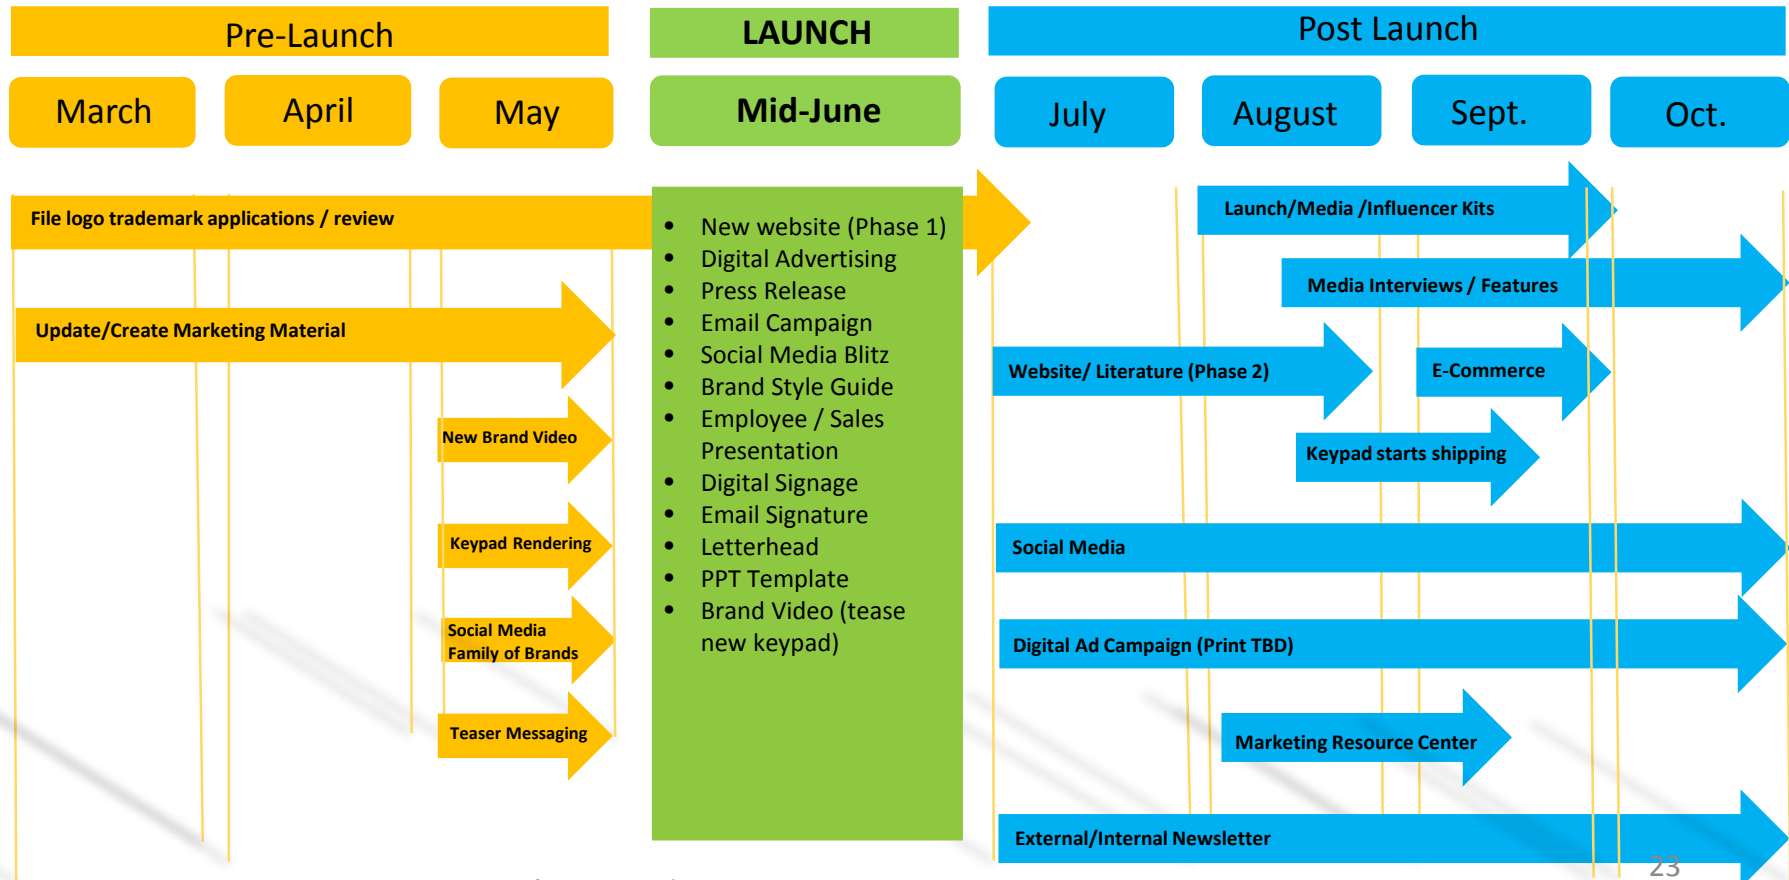 Pre-Launch
LAUNCH
Post Launch
March
April
May
Mid-June
July
August
Sept.
Oct.
File logo trademark applications / review
Update/Create Marketing Material
New Brand Video
Keypad Rendering
Social Media
Family of Brands
Teaser Messaging
• New website (Phase 1)
• Digital Advertising
• Press Release
• Email Campaign
• Social Media Blitz
• Brand Style Guide
• Employee / Sales
Presentation
• Digital Signage
• Email Signature
• Letterhead
• PPT Template
• Brand Video (tease
new keypad)
Launch/Media /Influencer Kits
Media Interviews / Features
Website/ Literature (Phase 2)
E-Commerce
Keypad starts shipping
Social Media
Digital Ad Campaign (Print TBD)
Marketing Resource Center
External/Internal Newsletter
23